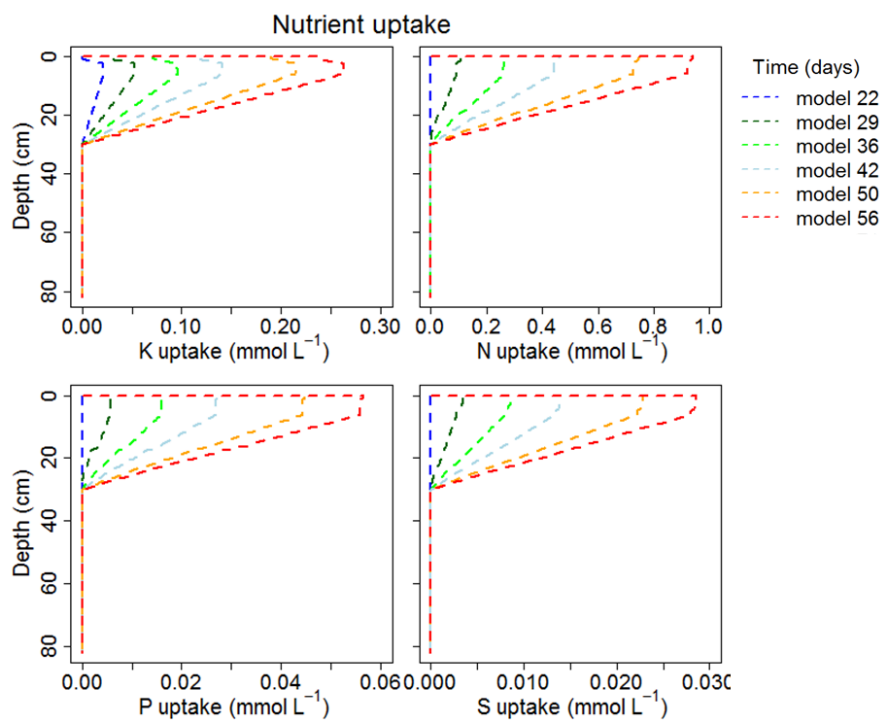 Nutrient uptake
0
20
40
60
80
Depth (cm)
0.00
0.10
0.20
0.30
K uptake (mmol L⁻¹)
0.0
0.2
0.4
0.6
0.8
1.0
N uptake (mmol L⁻¹)
Time (days)
model 22
model 29
model 36
model 42
model 50
model 56
0
20
40
60
80
Depth (cm)
0.00
0.02
0.04
0.06
P uptake (mmol L⁻¹)
0.000
0.010
0.020
0.030
S uptake (mmol L⁻¹)